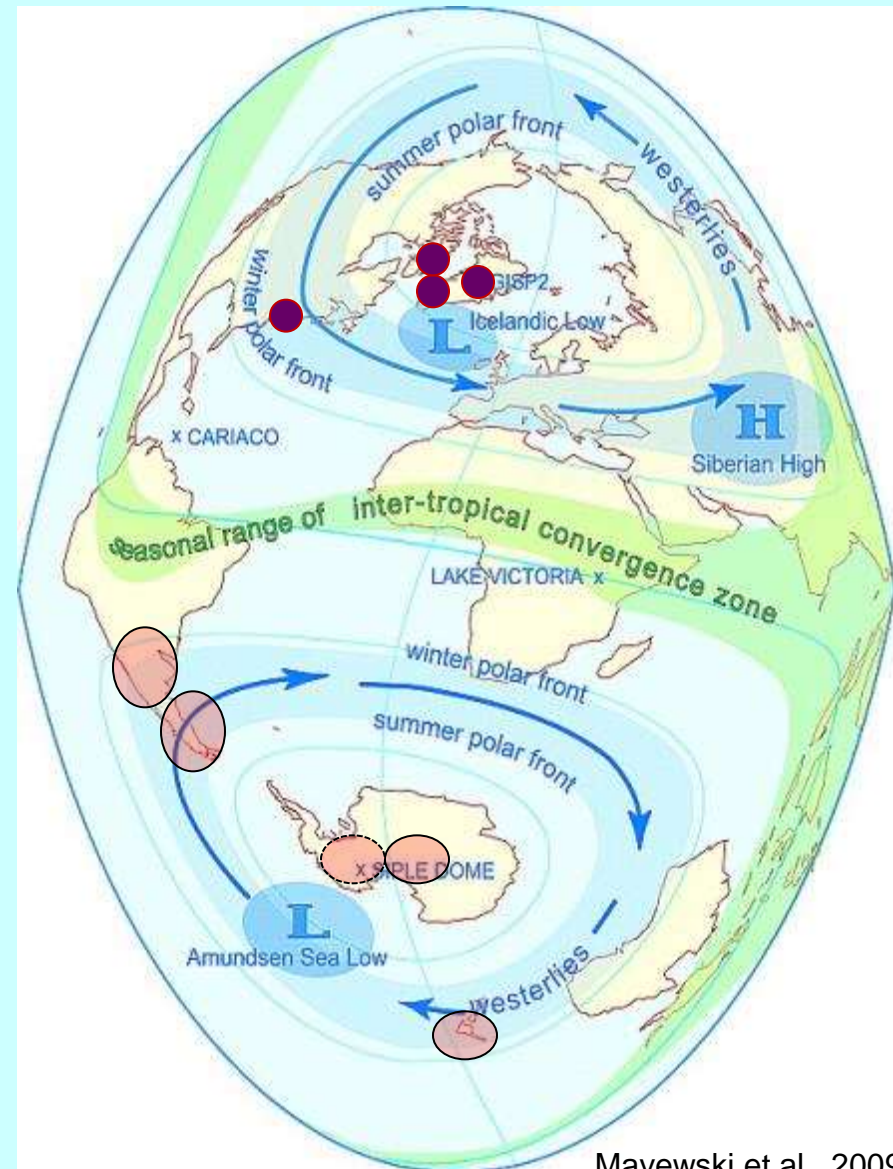 summer polar front
westerlies
winter polar front
GISP2
L
Icelandic Low
H
Siberian High
x CARIACO
seasonal range of inter-tropical convergence zone
LAKE VICTORIA x
winter polar front
summer polar front
x SIPLE DOME
L
Amundsen Sea Low
westerlies
Mayewski et al., 2009